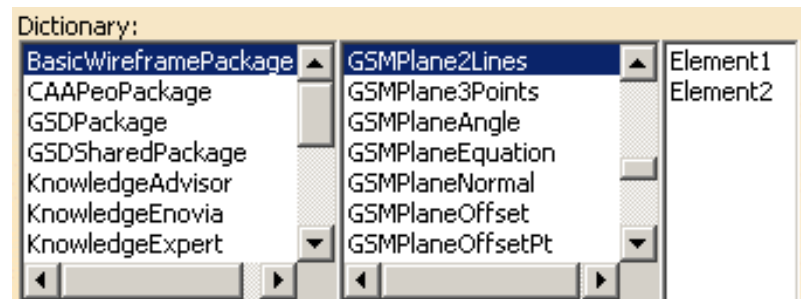 Dictionary:
BasicWireframePackage
CAAPeoPackage
GSDPackage
GSDSharedPackage
KnowledgeAdvisor
KnowledgeEnovia
KnowledgeExpert
GSMPlane2Lines
GSMPlane3Points
GSMPlaneAngle
GSMPlaneEquation
GSMPlaneNormal
GSMPlaneOffset
GSMPlaneOffsetPt
Element1
Element2